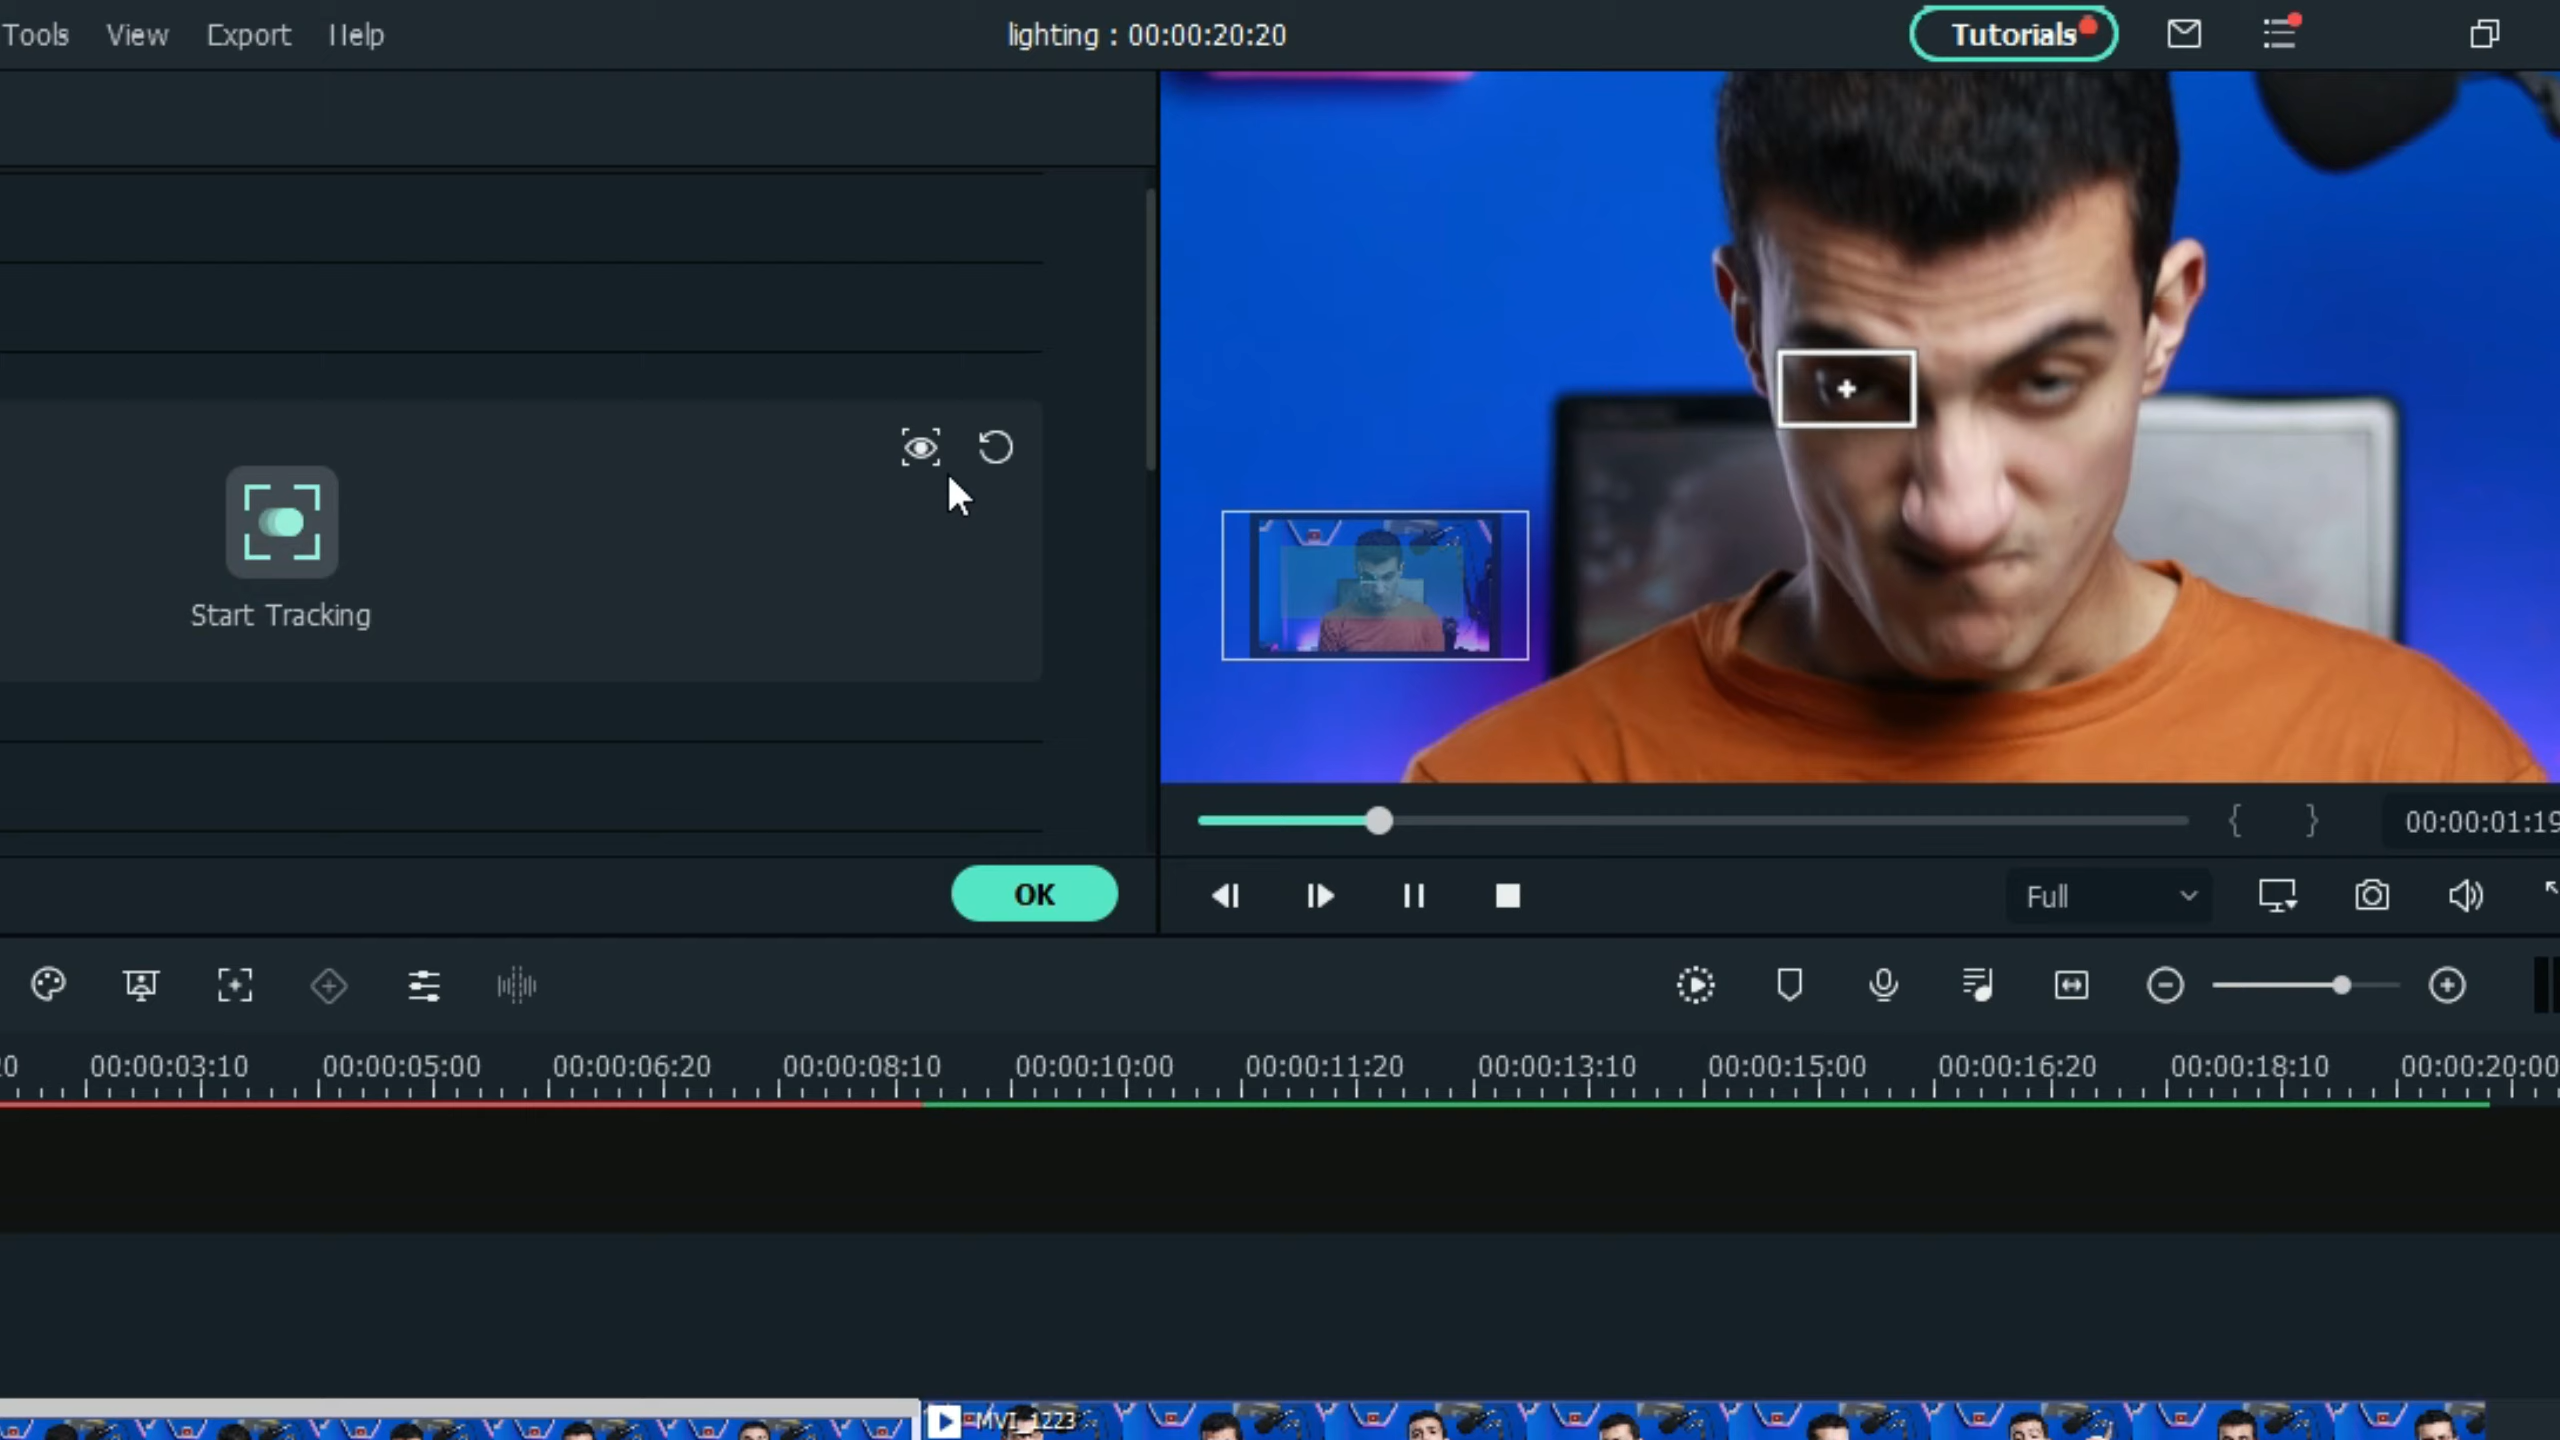 Tools View Export Help
lighting : 00:00:20:20
Tutorials
Start Tracking
00:00:01:19
OK
Full
00:00:03:10 00:00:05:00 00:00:06:20 00:00:08:10 00:00:10:00 00:00:11:20 00:00:13:10 00:00:15:00 00:00:16:20 00:00:18:10 00:00:20:00
MVI_1223